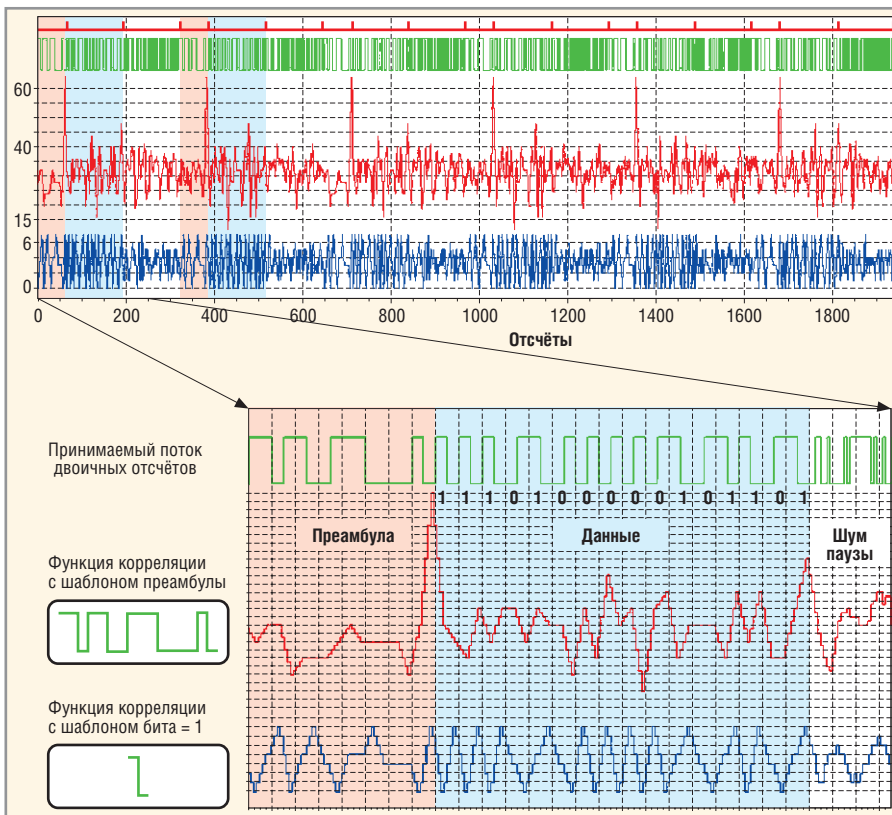 60
40
15
6
0
0 200 400 600 800 1000 1200 1400 1600 1800
Отсчёты
Принимаемый поток
двоичных отсчётов
1 1 1 0 1 0 0 0 0 0 1 0 1 1 0 1
Преамбула
Данные
Шум
паузы
Функция корреляции
с шаблоном преамбулы
Функция корреляции
с шаблоном бита = 1